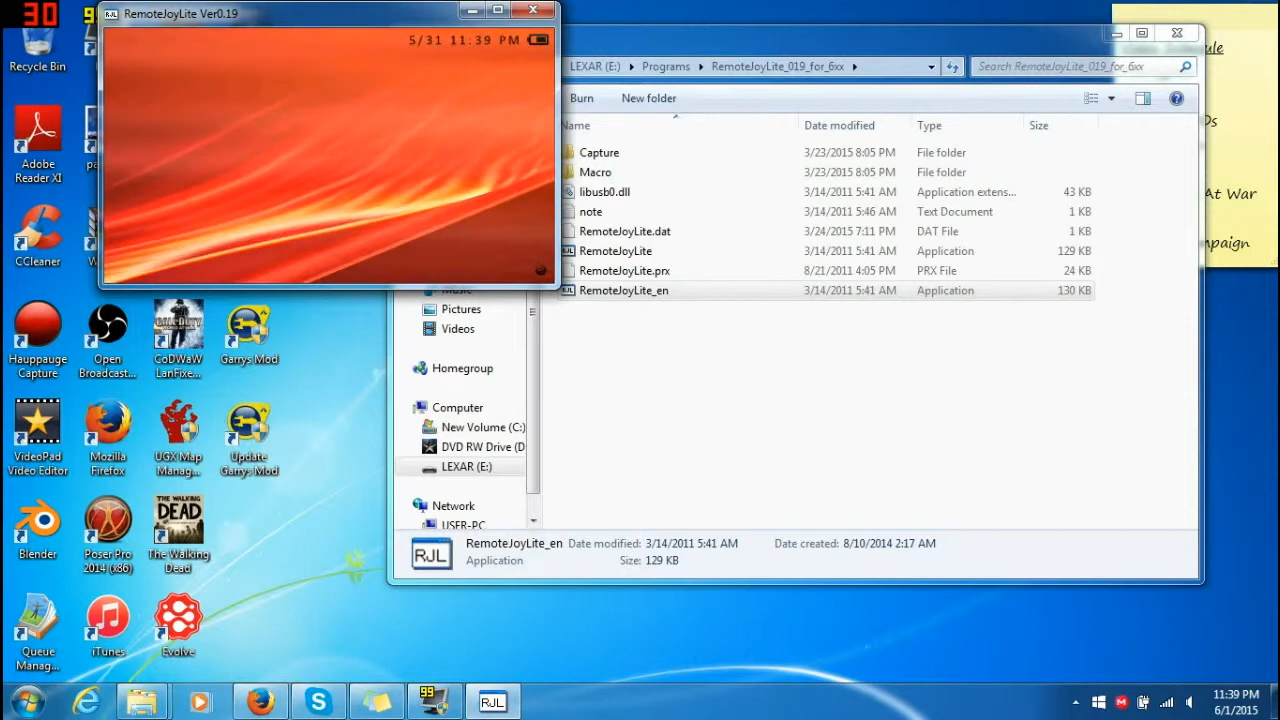 30
99
RemoteJoyLite Ver0.19
5/31 11:39 PM
Recycle Bin
Adobe
Reader XI
CCleaner
Hauppauge
Capture
Open
Broadcast...
CoDWaW
LanFixe...
Garrys Mod
VideoPad
Video Editor
Mozilla
Firefox
UGX Map
Manag...
Update
Garrys Mod
Blender
Poser Pro
2014 (x86)
THE WALKING
DEAD
The Walking
Dead
Queue
Manag...
iTunes
Evolve
LEXAR (E:)
Programs
RemoteJoyLite_019_for_6xx
Search RemoteJoyLite_019_for_6xx
Burn
New folder
Name
Date modified
Type
Size
Capture 3/23/2015 8:05 PM File folder
Macro 3/23/2015 8:05 PM File folder
libusb0.dll 3/14/2011 5:41 AM Application extens... 43 KB
note 3/14/2011 5:46 AM Text Document 1 KB
RemoteJoyLite.dat 3/24/2015 7:11 PM DAT File 1 KB
RemoteJoyLite 3/14/2011 5:41 AM Application 129 KB
RemoteJoyLite.prx 8/21/2011 4:05 PM PRX File 24 KB
RemoteJoyLite_en 3/14/2011 5:41 AM Application 130 KB
Pictures
Videos
Homegroup
Computer
New Volume (C:)
DVD RW Drive (D
LEXAR (E:)
Network
USER-PC
RJL
RemoteJoyLite_en Date modified: 3/14/2011 5:41 AM Date created: 8/10/2014 2:17 AM
Application Size: 129 KB
At War
99
RJL
11:39 PM
6/1/2015